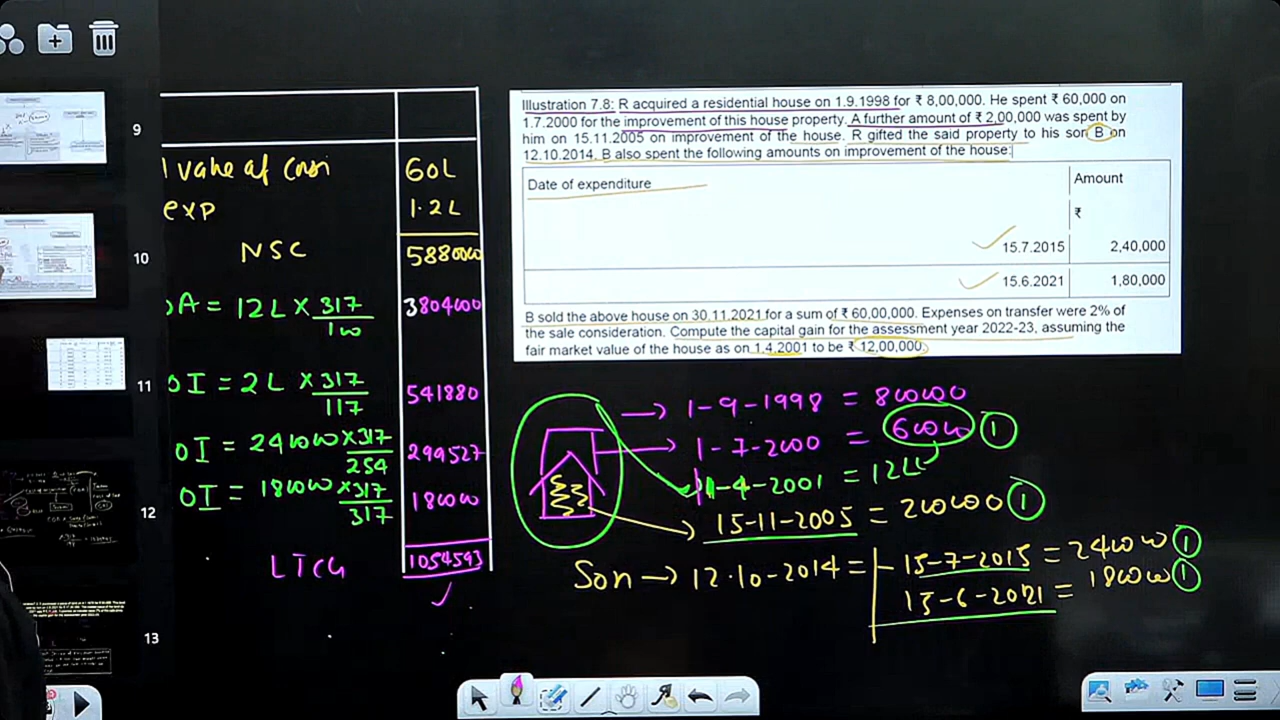 9
10
11
12
13
l value of Consi 60L
exp 1.2L
NSC 5880000
OA = 12L × 317/100 3804000
OI = 2L × 317/117 541880
OI = 240000 × 317/254 299527
OI = 180000 × 317/317 180000
LTCG 1054593
Illustration 7.8: R acquired a residential house on 1.9.1998 for ₹ 8,00,000. He spent ₹ 60,000 on
1.7.2000 for the improvement of this house property. A further amount of ₹ 2,00,000 was spent by
him on 15.11.2005 on improvement of the house. R gifted the said property to his son B on
12.10.2014. B also spent the following amounts on improvement of the house:
Date of expenditure Amount
₹
15.7.2015 2,40,000
15.6.2021 1,80,000
B sold the above house on 30.11.2021 for a sum of ₹ 60,00,000. Expenses on transfer were 2% of
the sale consideration. Compute the capital gain for the assessment year 2022-23, assuming the
fair market value of the house as on 1.4.2001 to be ₹ 12,00,000.
→ 1-9-1998 = 800000
→ 1-7-2000 = 60000 ①
1-4-2001 = 12L
→ 15-11-2005 = 200000 ①
Son → 12.10-2014 = - 15-7-2015 = 240000 ①
15-6-2021 = 180000 ①